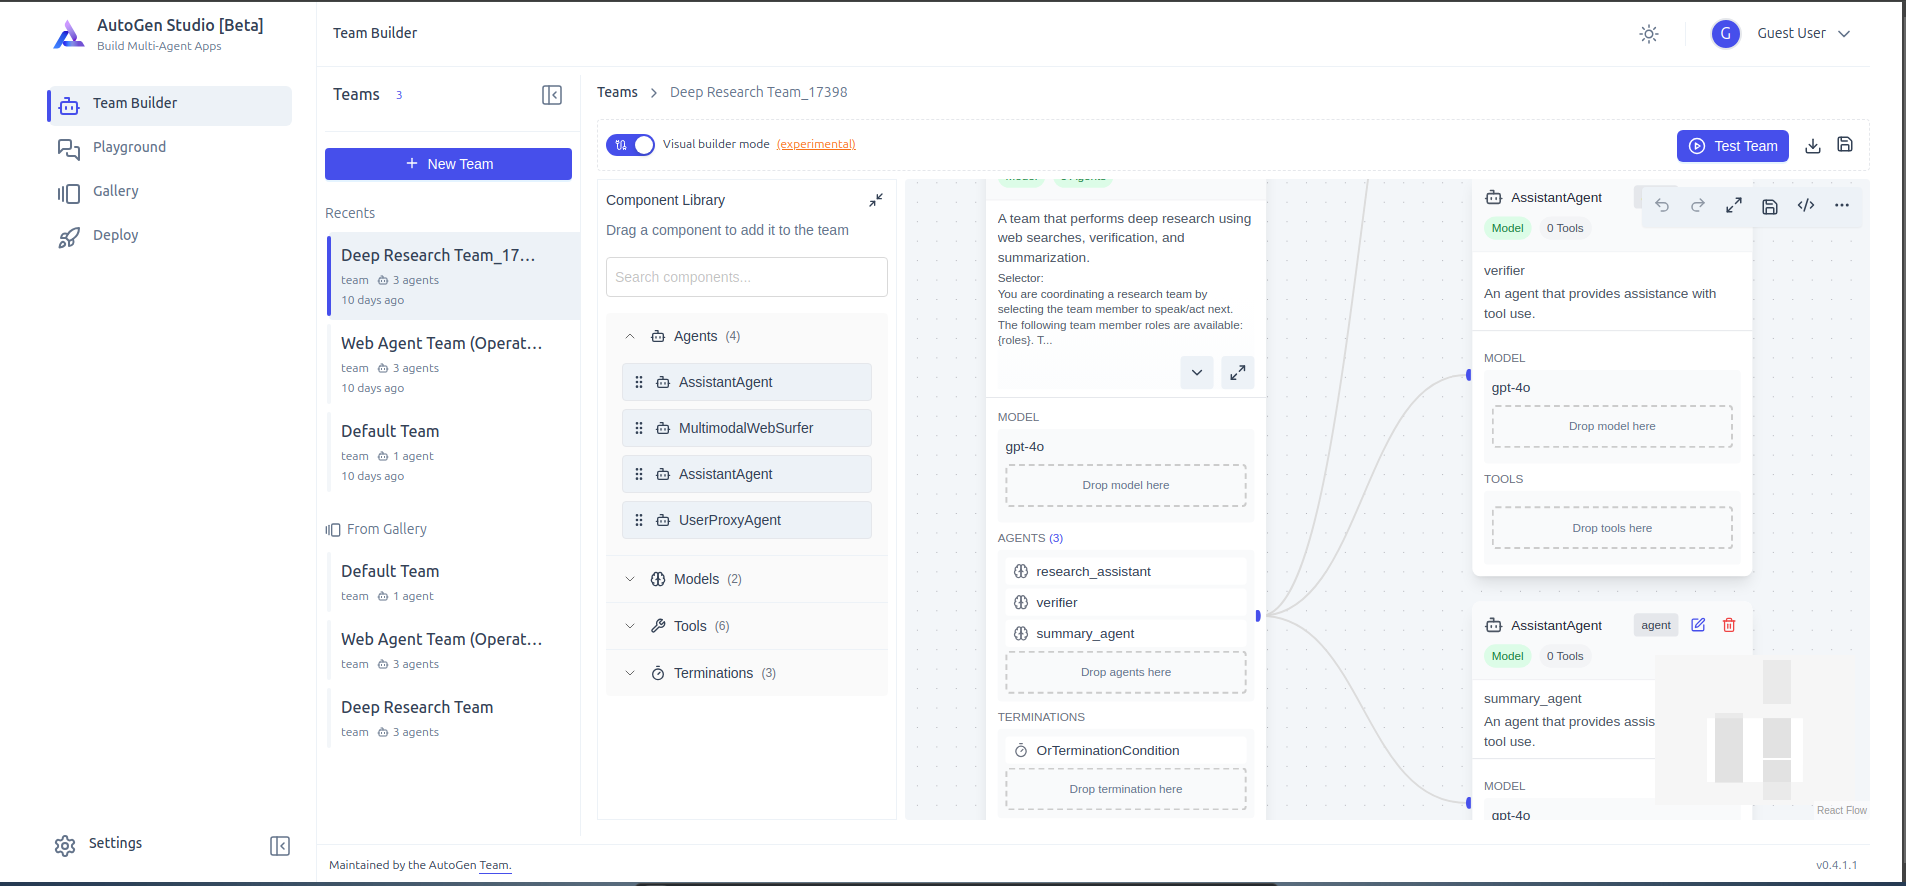 AutoGen Studio [Beta]
Build Multi-Agent Apps
Team Builder
Playground
Gallery
Deploy
Settings
Team Builder
G
Guest User
Teams 3
New Team
Recents
Deep Research Team_17...
team 3 agents
10 days ago
Web Agent Team (Operat...
team 3 agents
10 days ago
Default Team
team 1 agent
10 days ago
From Gallery
Default Team
team 1 agent
Web Agent Team (Operat...
team 3 agents
Deep Research Team
team 3 agents
Teams > Deep Research Team_17398
Visual builder mode (experimental)
Test Team
Component Library
Drag a component to add it to the team
Search components...
Agents (4)
AssistantAgent
MultimodalWebSurfer
AssistantAgent
UserProxyAgent
Models (2)
Tools (6)
Terminations (3)
A team that performs deep research using
web searches, verification, and
summarization.
Selector:
You are coordinating a research team by
selecting the team member to speak/act next.
The following team member roles are available:
{roles}. T...
MODEL
gpt-4o
Drop model here
AGENTS (3)
research_assistant
verifier
summary_agent
Drop agents here
TERMINATIONS
OrTerminationCondition
Drop termination here
AssistantAgent
Model 0 Tools
verifier
An agent that provides assistance with
tool use.
MODEL
gpt-4o
Drop model here
TOOLS
Drop tools here
AssistantAgent agent
Model 0 Tools
summary_agent
An agent that provides assis
tool use.
MODEL
gpt-4o
React Flow
Maintained by the AutoGen Team.
v0.4.1.1